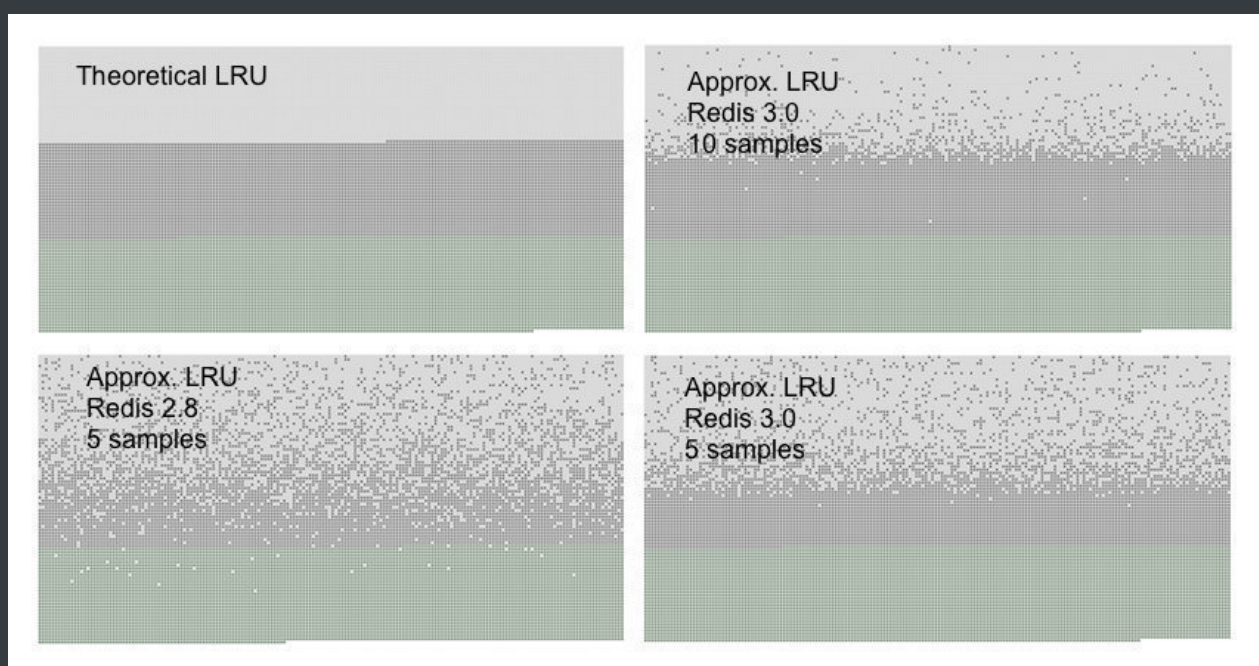 Theoretical LRU
Approx. LRU
Redis 3.0
10 samples
Approx. LRU
Redis 2.8
5 samples
Approx. LRU
Redis 3.0
5 samples